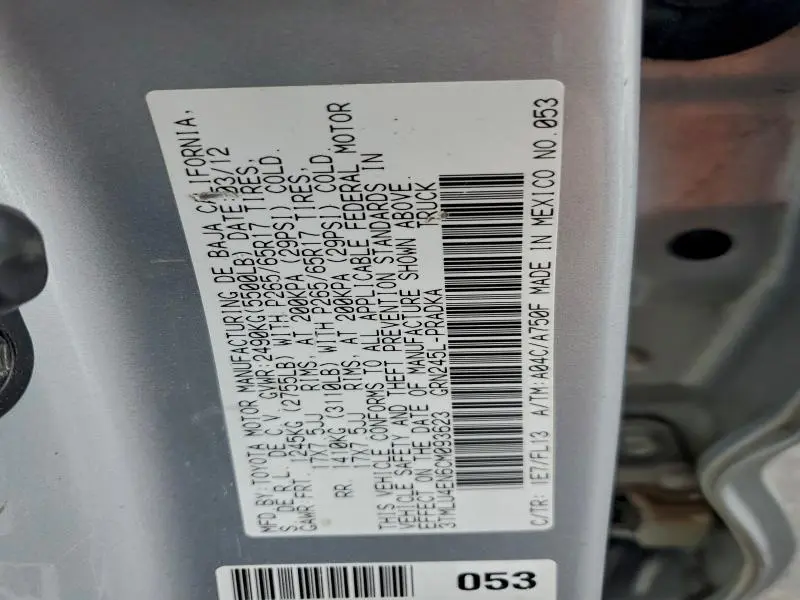 MFG.BY:TOYOTA MOTOR MANUFACTURING DE BAJA CALIFORNIA,
S. DE R.L. DE C.V. GVWR:2490KG(5500LB) DATE:03/12
GAWR FRT. 1245KG (2755LB) WITH P265/65R17 TIRES,
17X7.5JJ RIMS, AT 200KPA (29PSI) COLD.
RR. 1410KG (3110LB) WITH P265/65R17 TIRES,
17X7.5JJ RIMS, AT 200KPA (29PSI) COLD.
THIS VEHICLE CONFORMS TO ALL APPLICABLE FEDERAL MOTOR
VEHICLE SAFETY AND THEFT PREVENTION STANDARDS IN
EFFECT ON THE DATE OF MANUFACTURE SHOWN ABOVE.
3TMLU4EN6CM093623 GRN245L-PRADKA TRUCK
C/TR: 1E7/FL13 A/TM:A04C/A750F MADE IN MEXICO NO.053
053